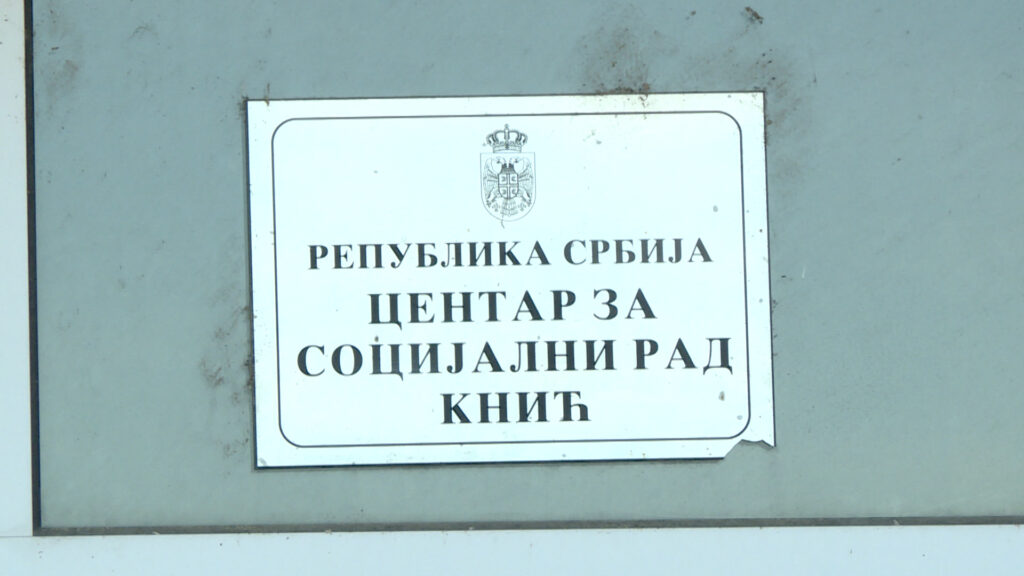 РЕПУБЛИКА СРБИЈА
ЦЕНТАР ЗА
СОЦИЈАЛНИ РАД
КНИЋ